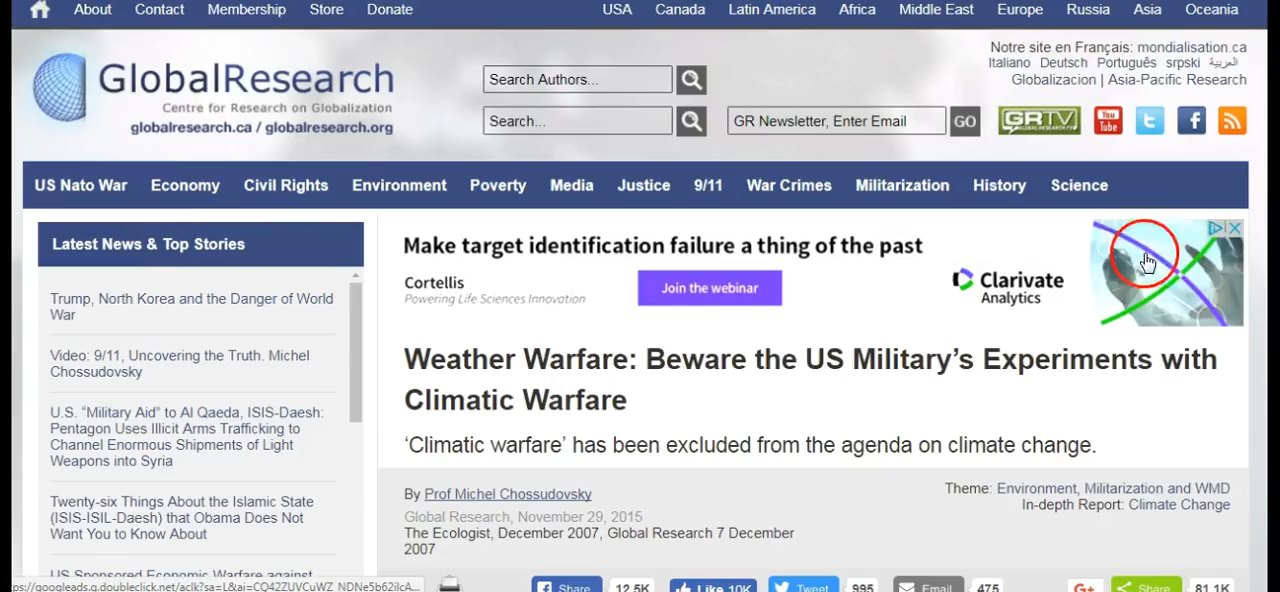 About Contact Membership Store Donate USA Canada Latin America Africa Middle East Europe Russia Asia Oceania
Notre site en Français: mondialisation.ca
Italiano Deutsch Português srpski العربية
Globalizacion | Asia-Pacific Research
GlobalResearch
Centre for Research on Globalization
globalresearch.ca / globalresearch.org
Search Authors...
Search...
GR Newsletter, Enter Email GO
GRTV
You Tube
US Nato War Economy Civil Rights Environment Poverty Media Justice 9/11 War Crimes Militarization History Science
Latest News & Top Stories
Trump, North Korea and the Danger of World
War
Video: 9/11, Uncovering the Truth. Michel
Chossudovsky
U.S. “Military Aid” to Al Qaeda, ISIS-Daesh:
Pentagon Uses Illicit Arms Trafficking to
Channel Enormous Shipments of Light
Weapons into Syria
Twenty-six Things About the Islamic State
(ISIS-ISIL-Daesh) that Obama Does Not
Want You to Know About
US Sponsored Economic Warfare against
Make target identification failure a thing of the past
Cortellis
Powering Life Sciences Innovation
Join the webinar
Clarivate
Analytics
Weather Warfare: Beware the US Military’s Experiments with
Climatic Warfare
‘Climatic warfare’ has been excluded from the agenda on climate change.
By Prof Michel Chossudovsky
Global Research, November 29, 2015
The Ecologist, December 2007, Global Research 7 December
2007
Theme: Environment, Militarization and WMD
In-depth Report: Climate Change
Share 12.5K Like 10K Tweet 995 Email 475 G+ Share 81.1K